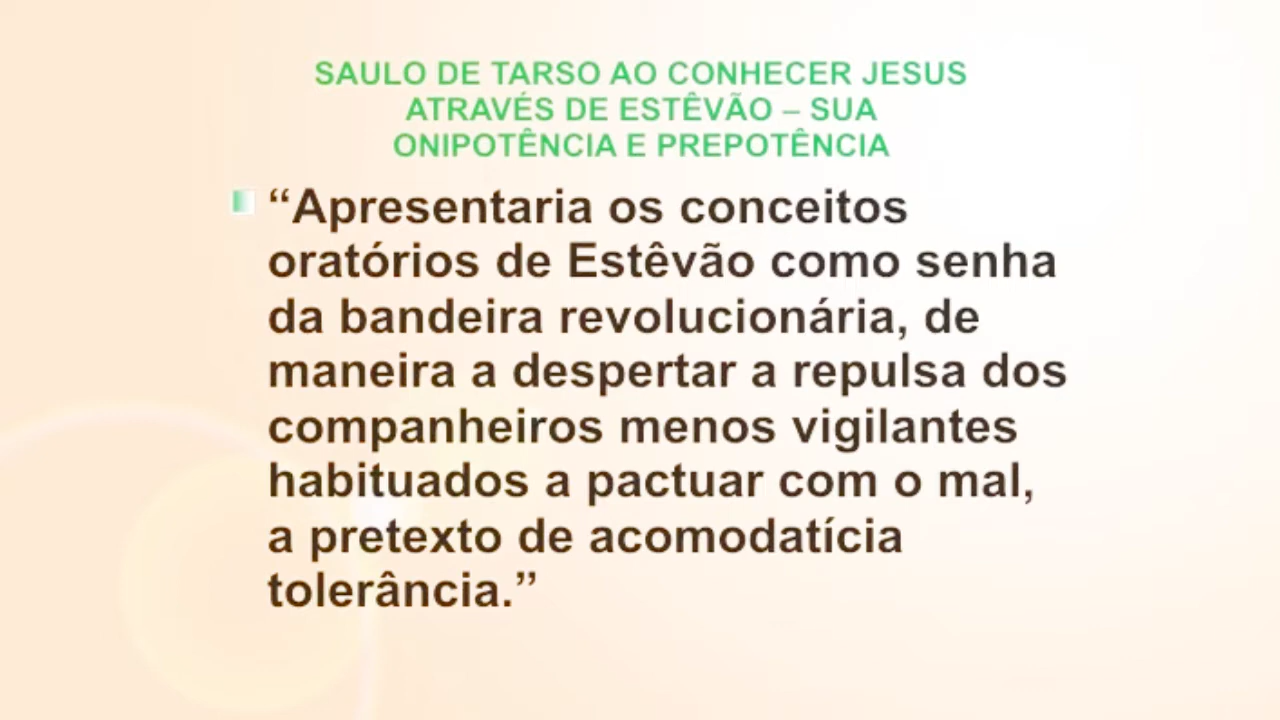 SAULO DE TARSO AO CONHECER JESUS
ATRAVÉS DE ESTÊVÃO – SUA
ONIPOTÊNCIA E PREPOTÊNCIA
“Apresentaria os conceitos
oratórios de Estêvão como senha
da bandeira revolucionária, de
maneira a despertar a repulsa dos
companheiros menos vigilantes
habituados a pactuar com o mal,
a pretexto de acomodatícia
tolerância.”